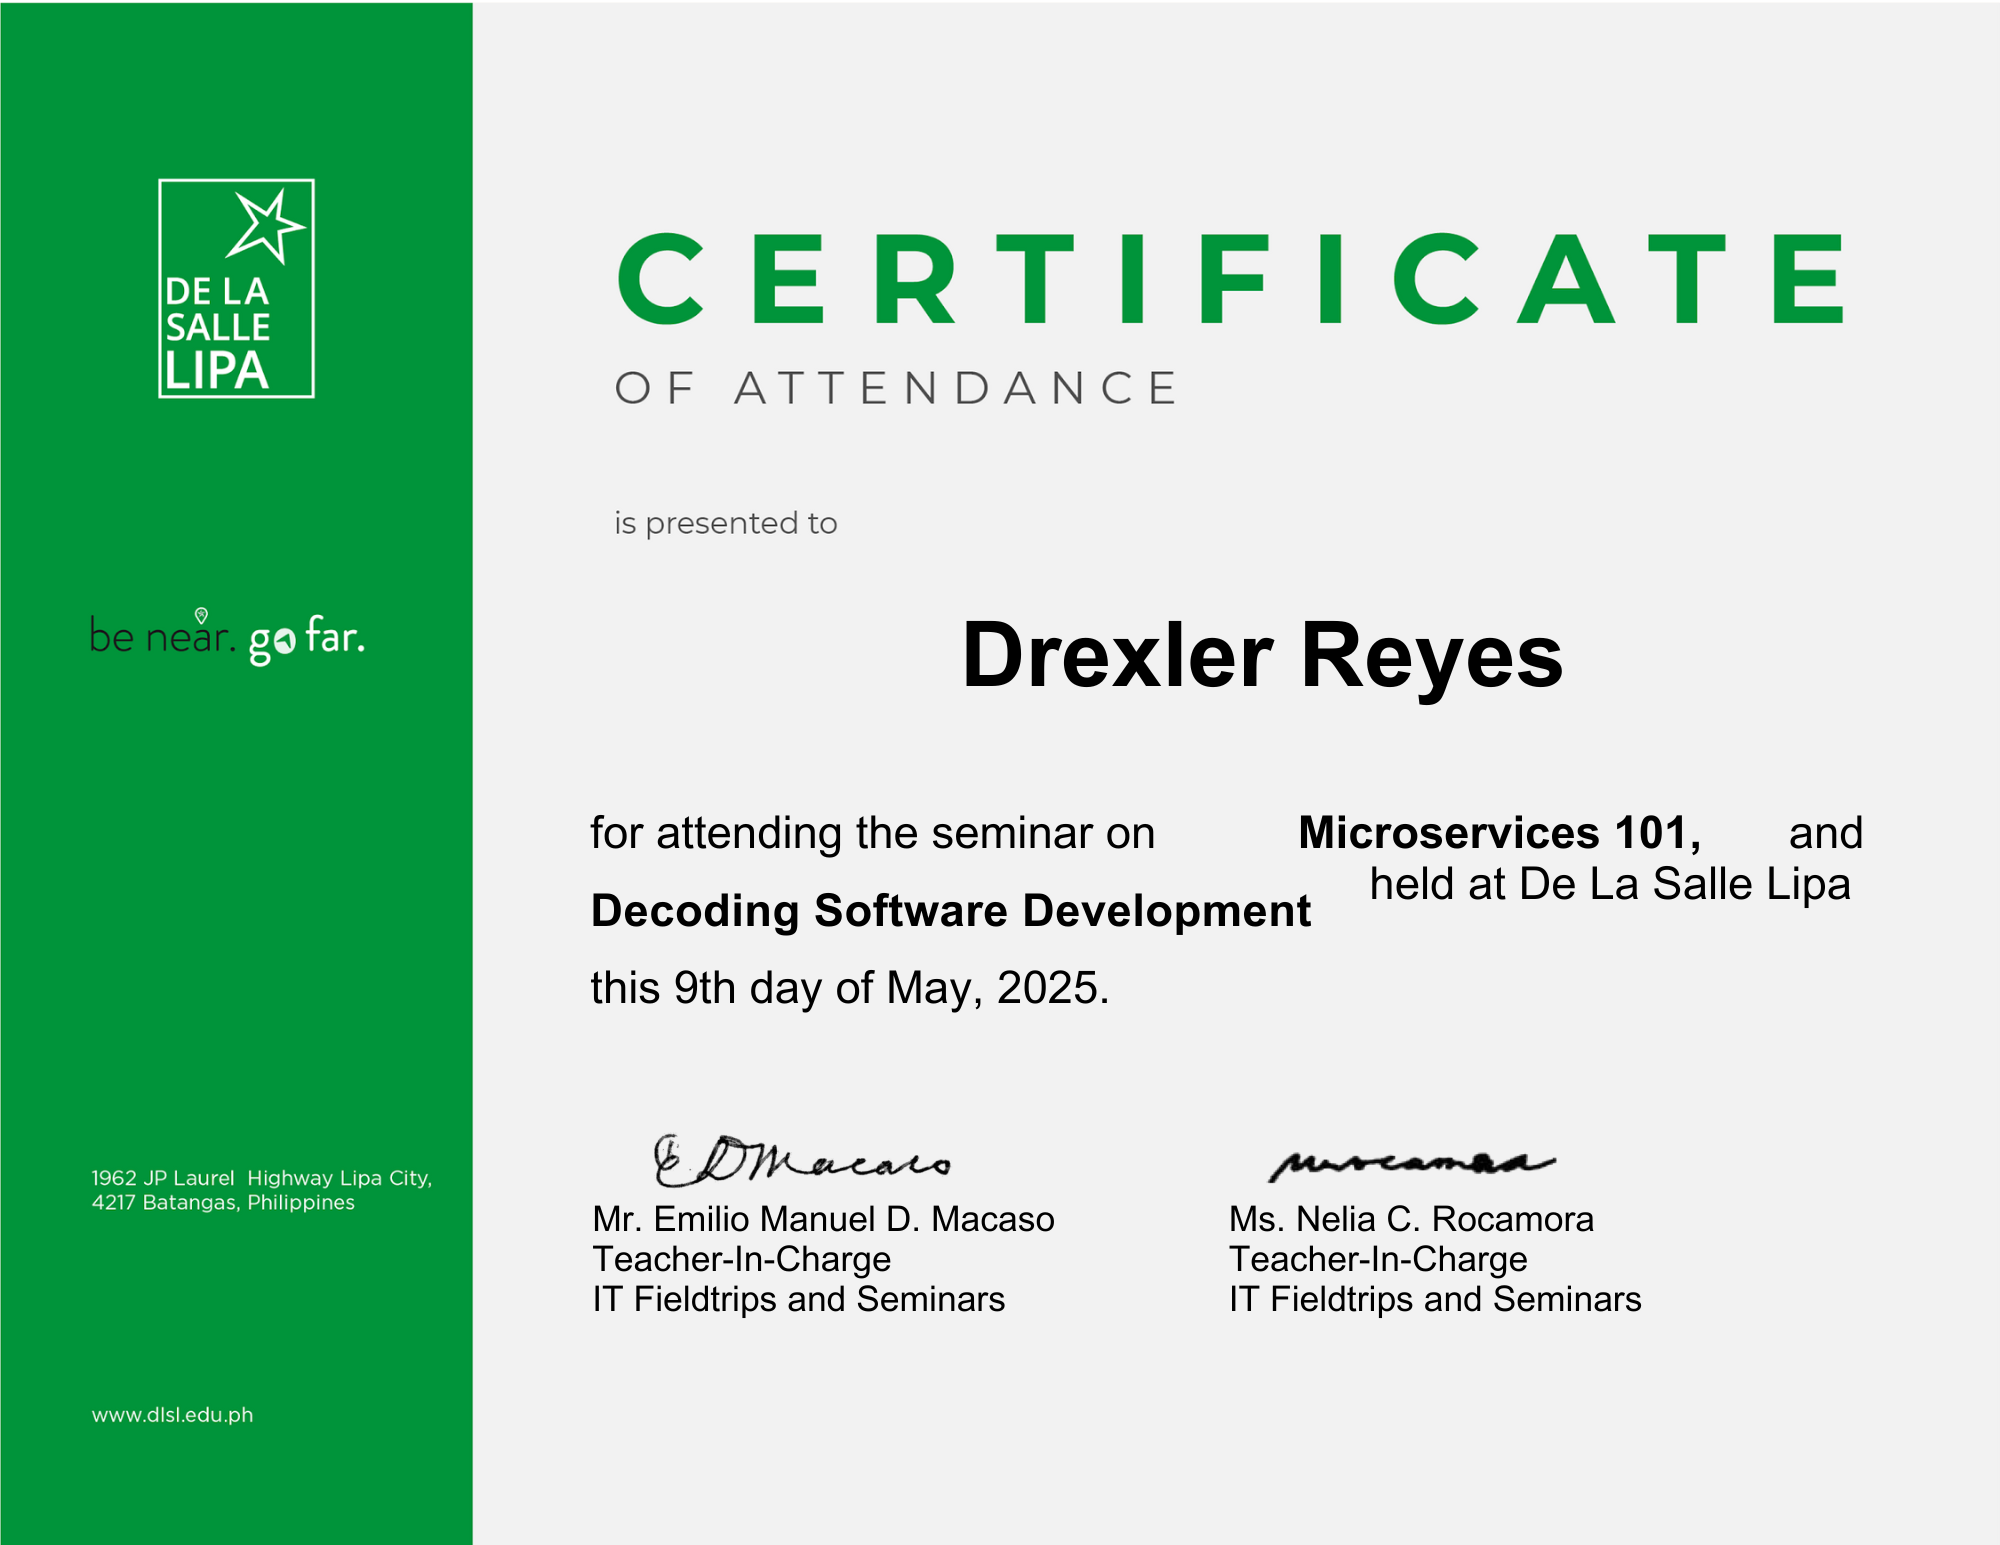 DE LA
SALLE
LIPA
be near. go far.
1962 JP Laurel Highway Lipa City,
4217 Batangas, Philippines
www.dlsl.edu.ph
CERTIFICATE
OF ATTENDANCE
is presented to
Drexler Reyes
for attending the seminar on Microservices 101, and
Decoding Software Development held at De La Salle Lipa
this 9th day of May, 2025.
E D Macaso
Mr. Emilio Manuel D. Macaso
Teacher-In-Charge
IT Fieldtrips and Seminars
Ms. Nelia C. Rocamora
Teacher-In-Charge
IT Fieldtrips and Seminars